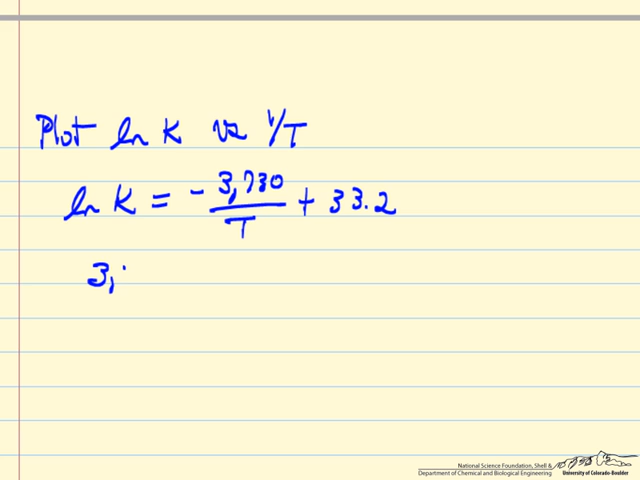 Plot ln K vs 1/T
ln K = - 3,730/T + 33.2
3,
National Science Foundation, Shell &
Department of Chemical and Biological Engineering
University of Colorado-Boulder